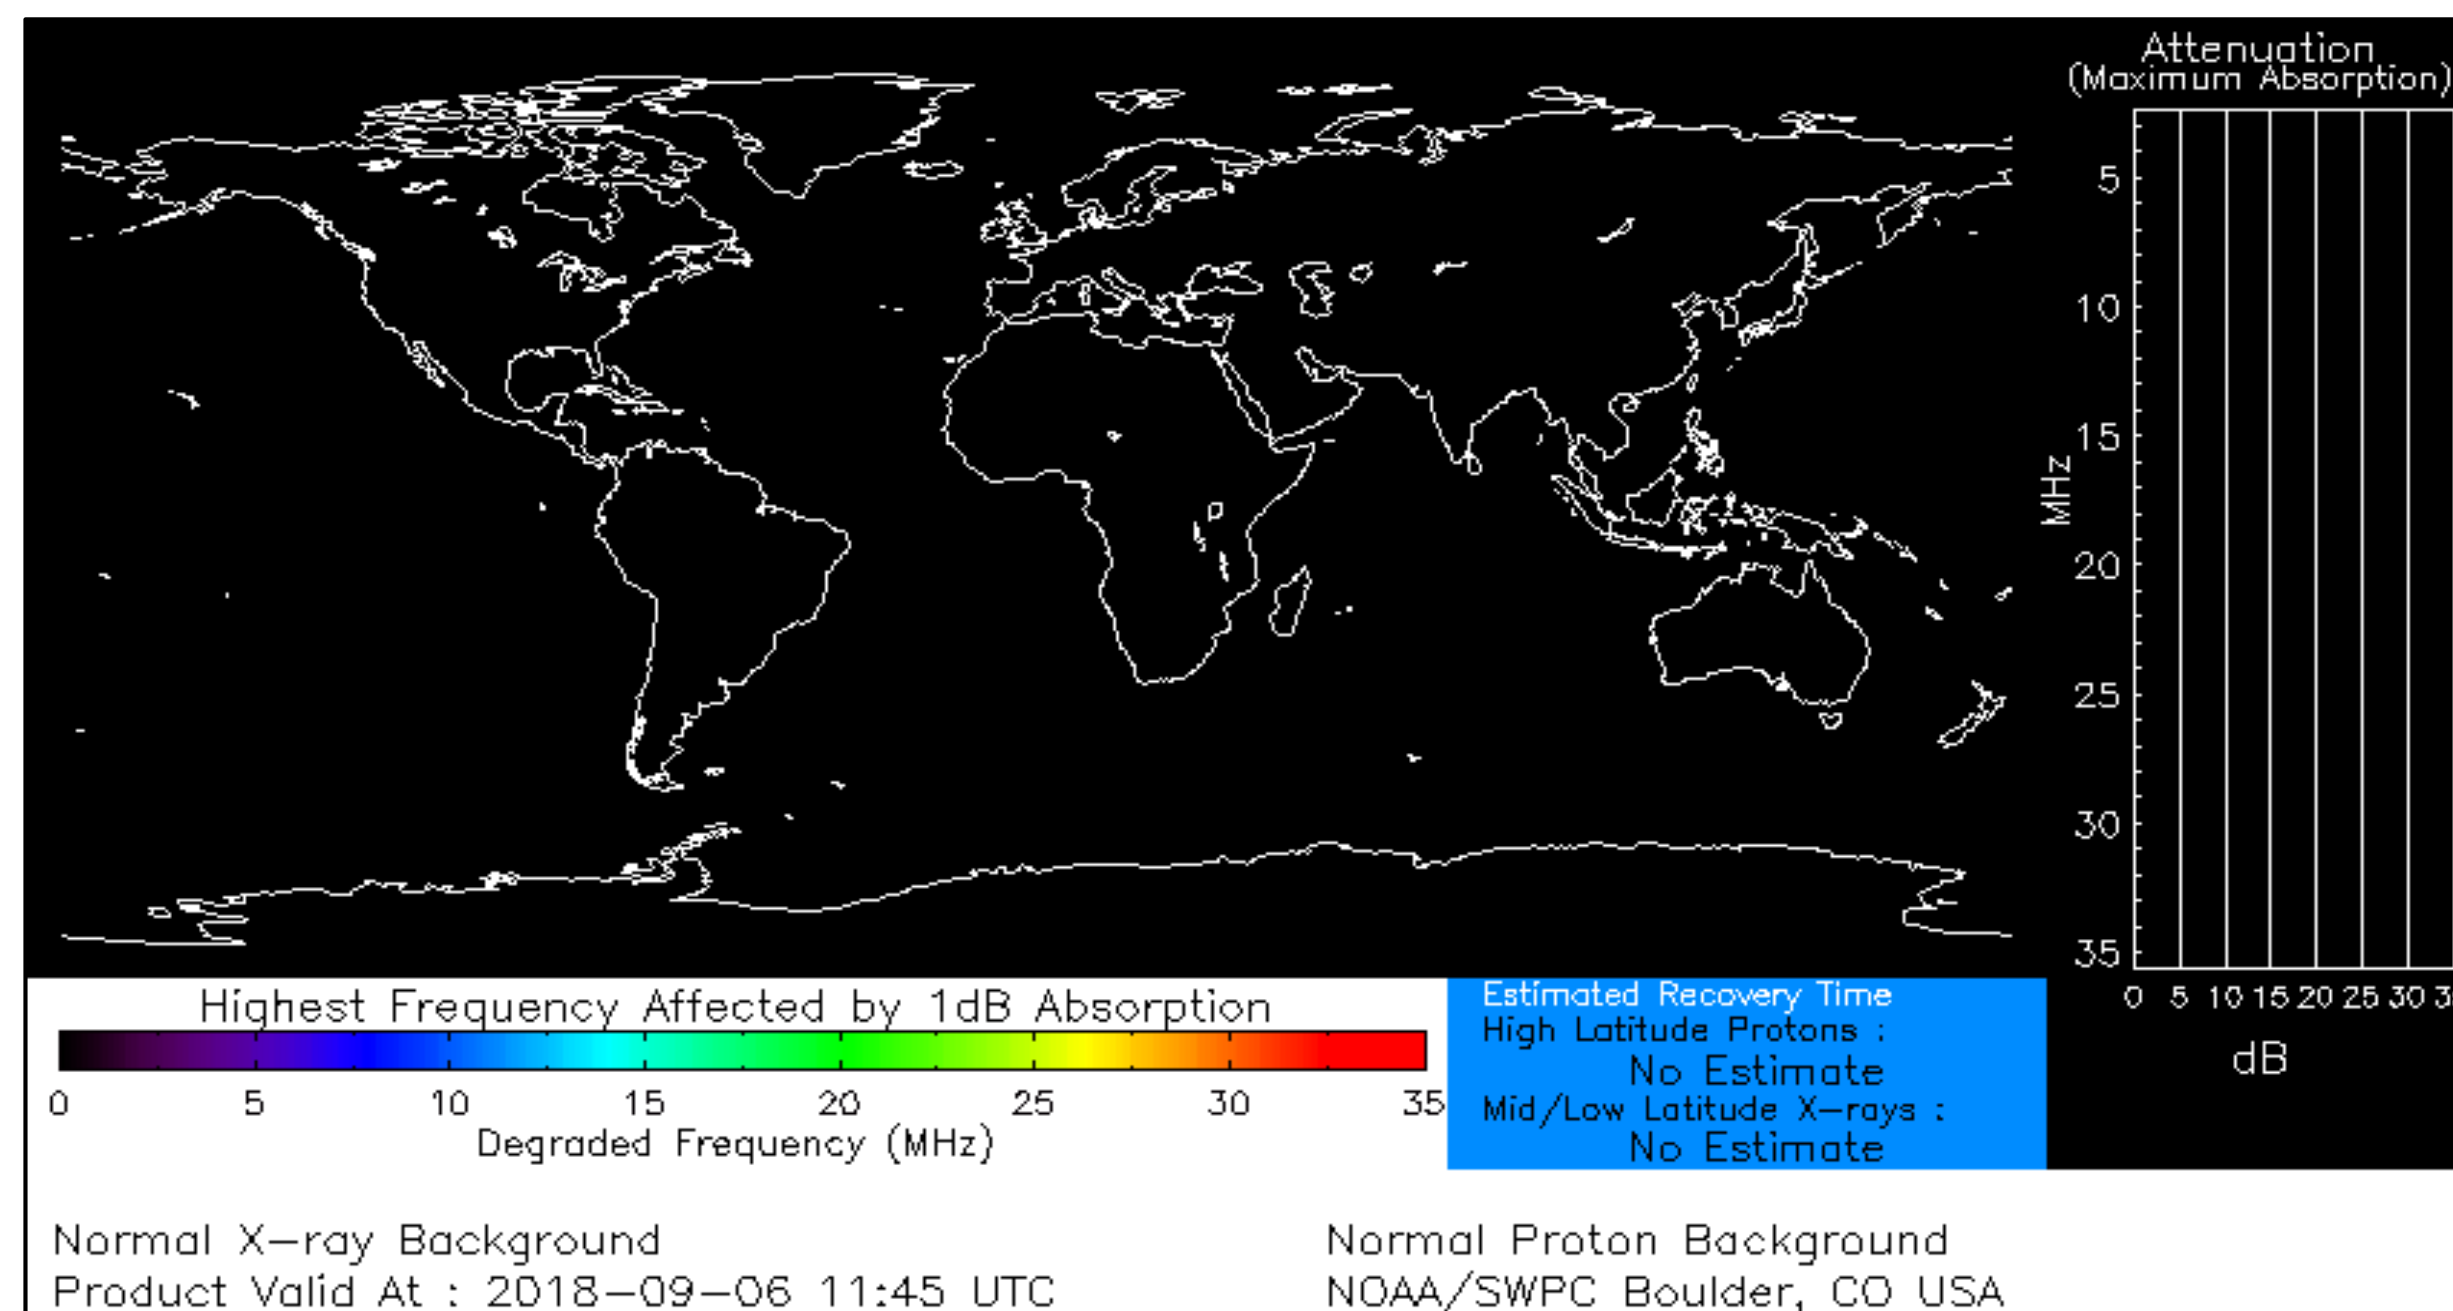 Attenuation
(Maximum Absorption)
5
10
15
20
25
30
35
MHz
0 5 10 15 20 25 30
dB
Highest Frequency Affected by 1dB Absorption
0 5 10 15 20 25 30 35
Degraded Frequency (MHz)
Estimated Recovery Time
High Latitude Protons :
No Estimate
Mid/Low Latitude X-rays :
No Estimate
Normal X-ray Background
Normal Proton Background
Product Valid At : 2018-09-06 11:45 UTC
NOAA/SWPC Boulder, CO USA